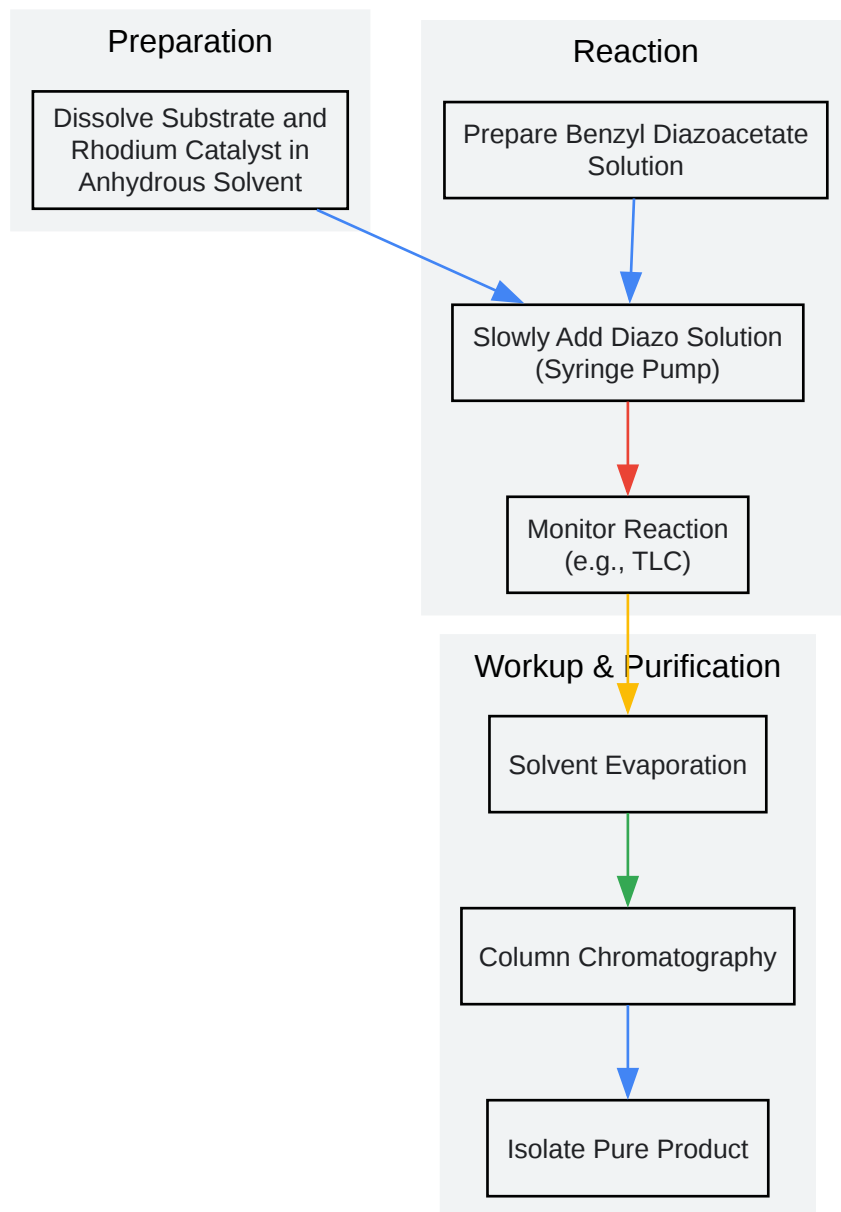 Preparation
Dissolve Substrate and
Rhodium Catalyst in
Anhydrous Solvent
Reaction
Prepare Benzyl Diazoacetate
Solution
Slowly Add Diazo Solution
(Syringe Pump)
Monitor Reaction
(e.g., TLC)
Workup & Purification
Solvent Evaporation
Column Chromatography
Isolate Pure Product